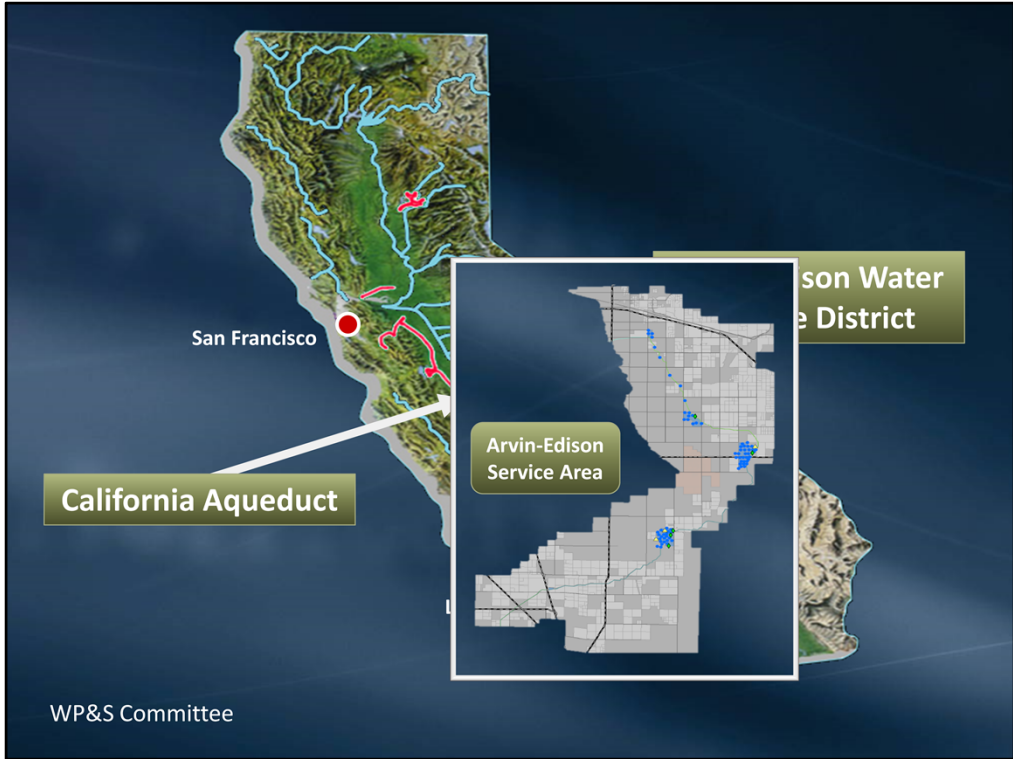 son Water
District
San Francisco
Arvin-Edison
Service Area
California Aqueduct
WP&S Committee